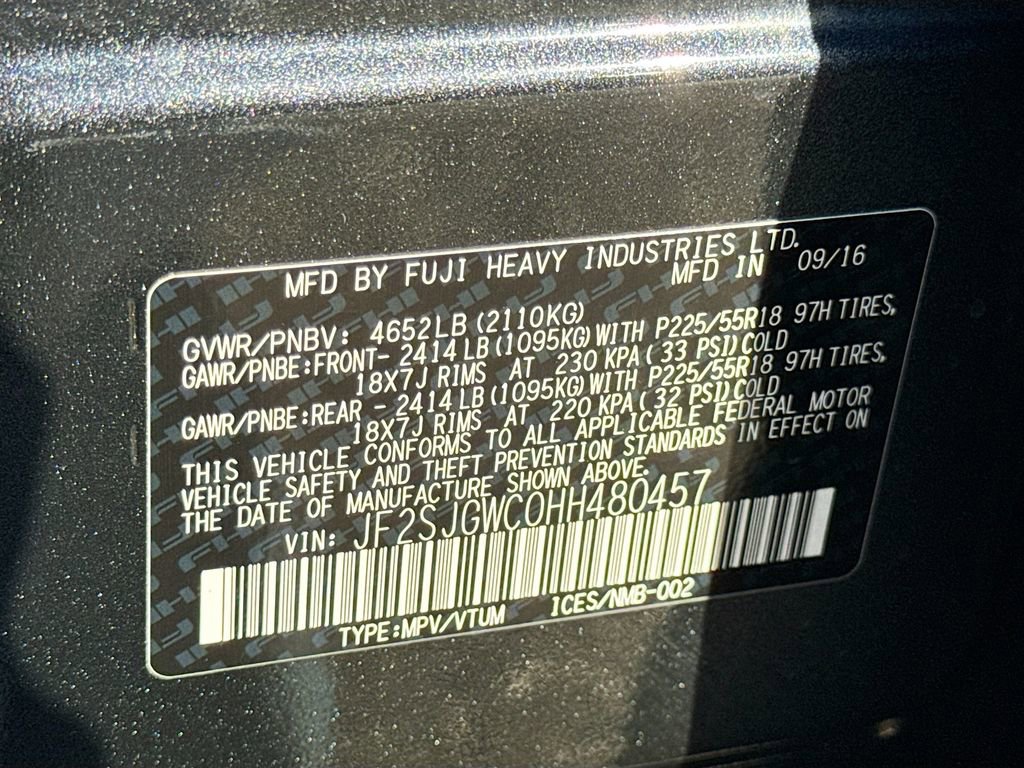 MFD BY FUJI HEAVY INDUSTRIES LTD.
MFD IN 09/16
GVWR/PNBV: 4652LB (2110KG)
GAWR/PNBE:FRONT- 2414LB (1095KG) WITH P225/55R18 97H TIRES,
18X7J RIMS AT 230 KPA ( 33 PSI) COLD
GAWR/PNBE:REAR - 2414LB (1095KG) WITH P225/55R18 97H TIRES,
18X7J RIMS AT 220 KPA ( 32 PSI) COLD
THIS VEHICLE CONFORMS TO ALL APPLICABLE FEDERAL MOTOR
VEHICLE SAFETY AND THEFT PREVENTION STANDARDS IN EFFECT ON
THE DATE OF MANUFACTURE SHOWN ABOVE.
VIN: JF2SJGWC0HH480457
TYPE:MPV/VTUM ICES/NMB-002